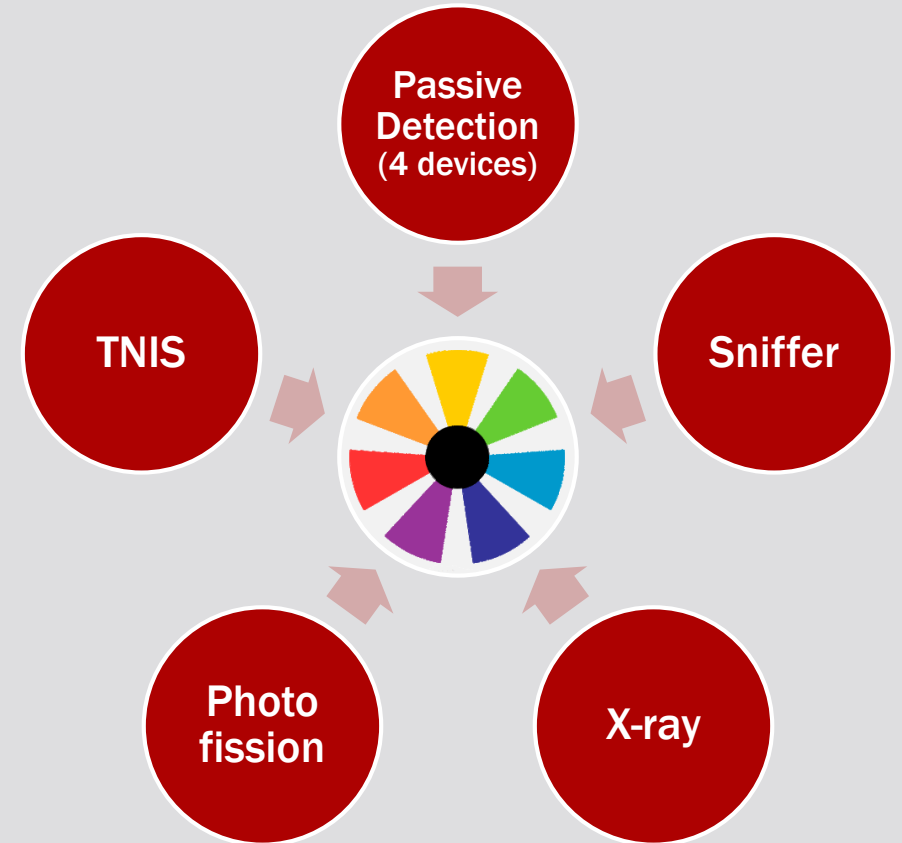 Passive
Detection
(4 devices)
TNIS
Sniffer
Photo
fission
X-ray